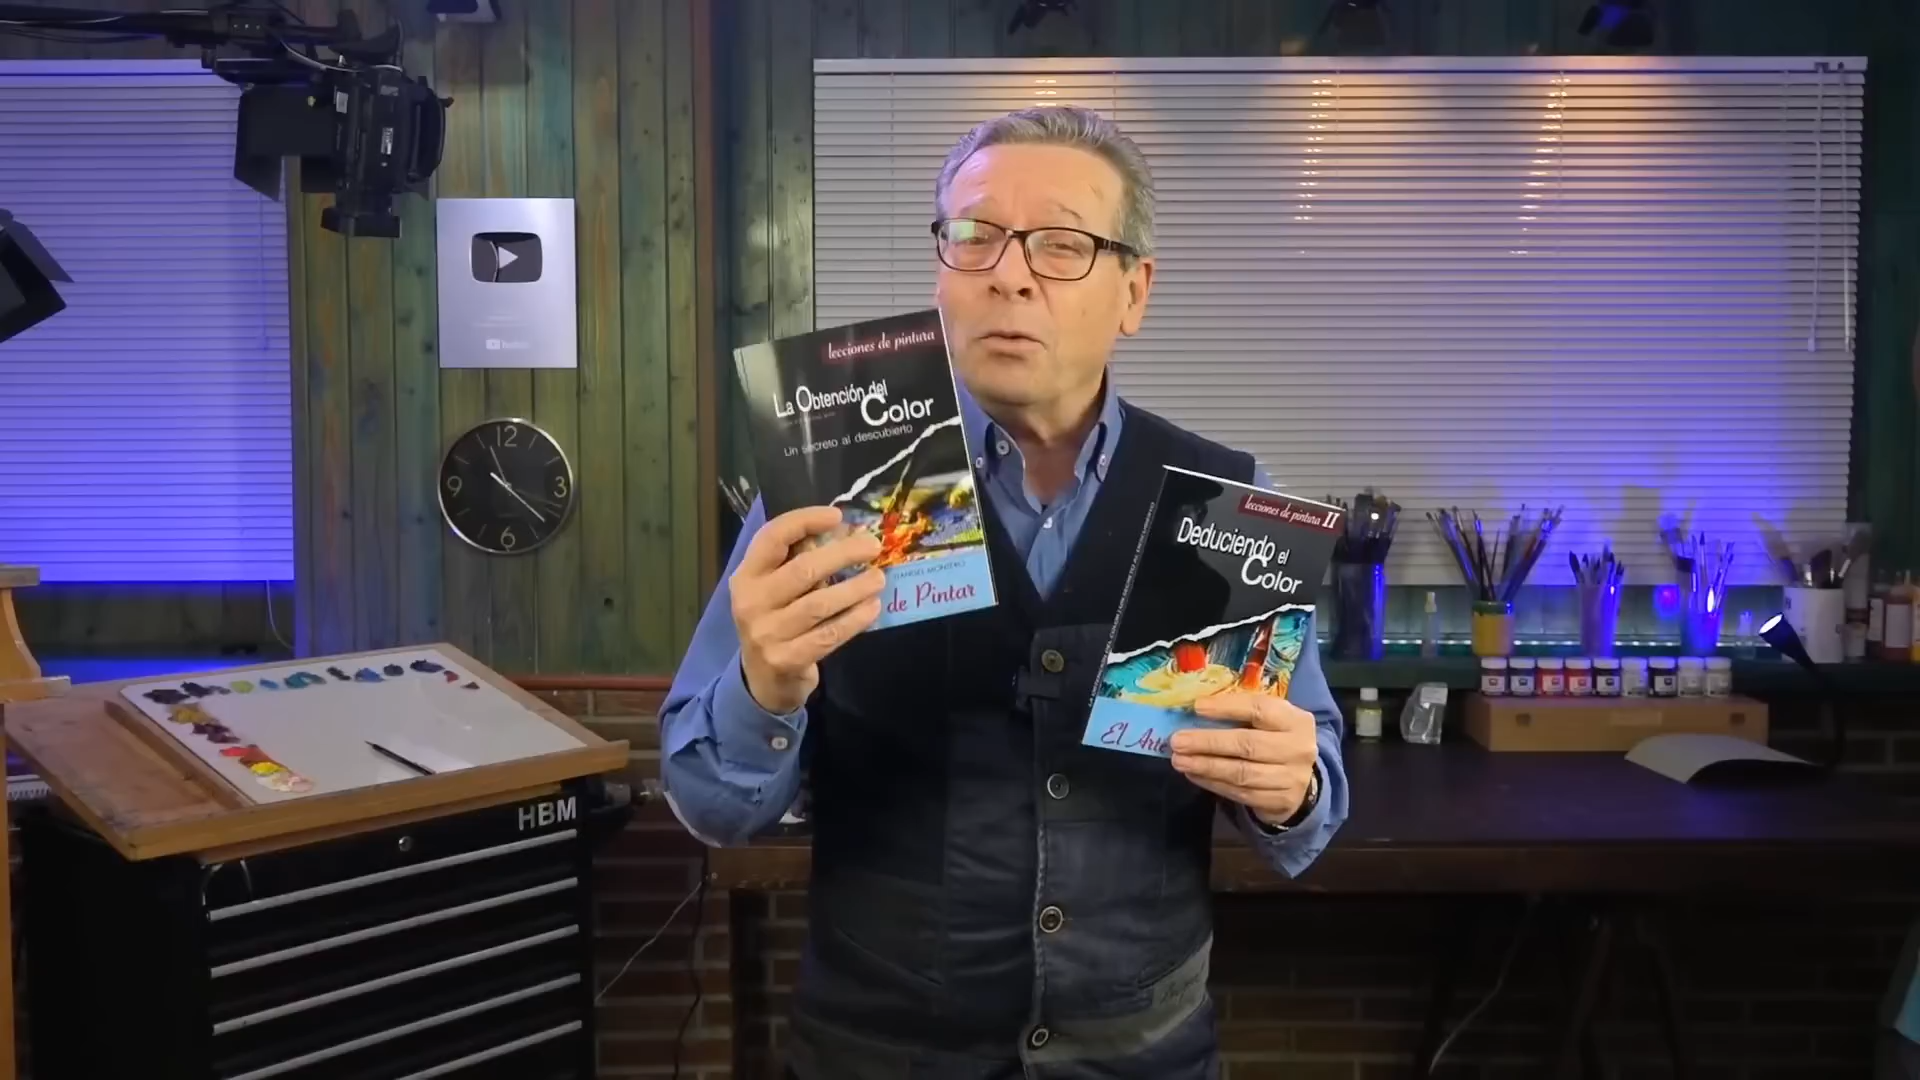 12
3
6
9
HBM
lecciones de pintura
La Obtención del
Color
Un secreto al descubierto
de Pintar
lecciones de pintura II
Deduciendo el
Color
El Arte